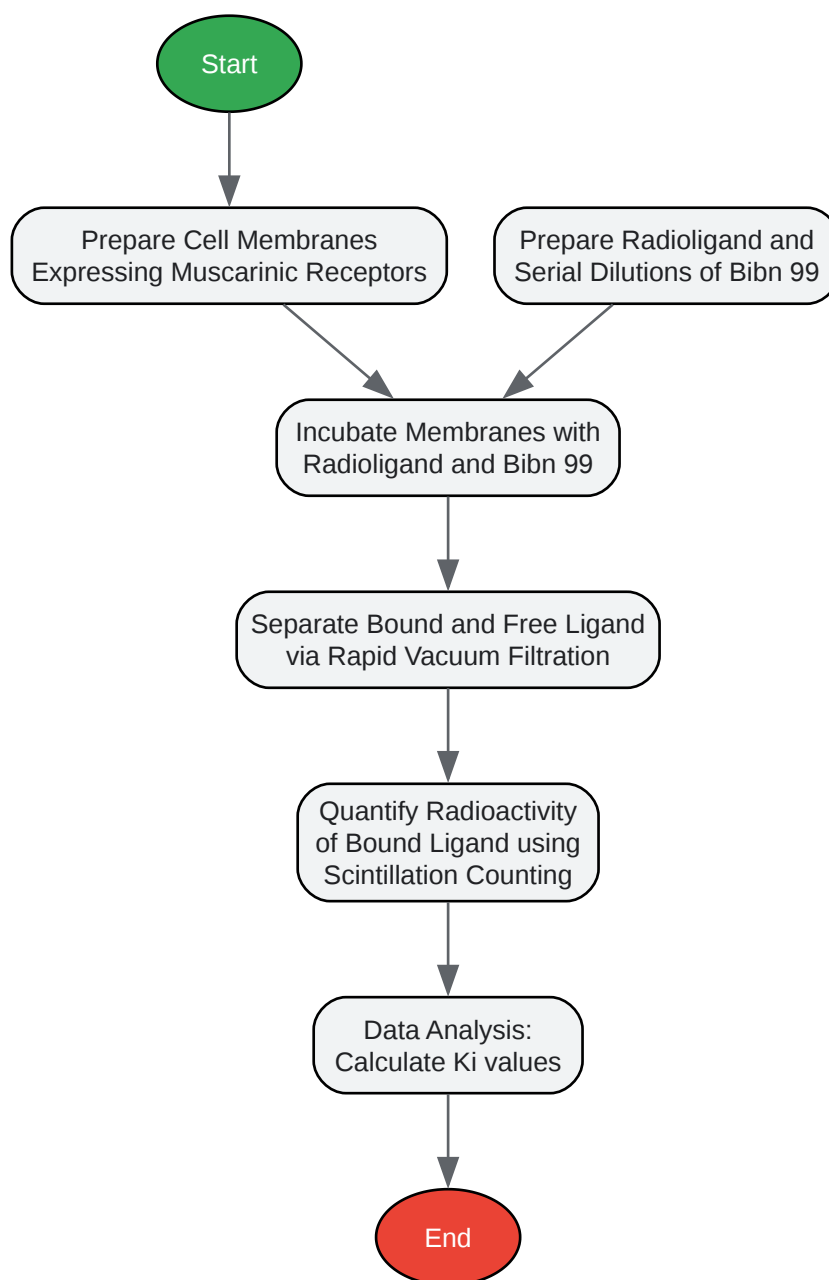 Start
Prepare Cell Membranes
Expressing Muscarinic Receptors
Prepare Radioligand and
Serial Dilutions of Bibn 99
Incubate Membranes with
Radioligand and Bibn 99
Separate Bound and Free Ligand
via Rapid Vacuum Filtration
Quantify Radioactivity
of Bound Ligand using
Scintillation Counting
Data Analysis:
Calculate Ki values
End